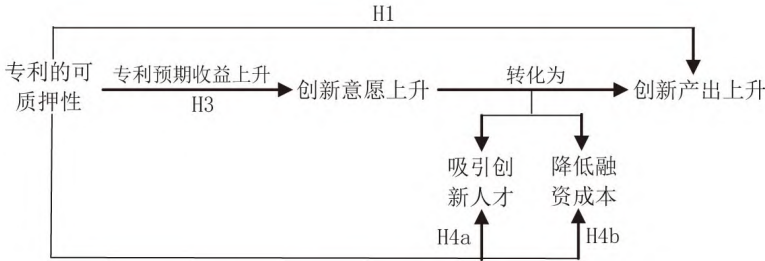 H1
专利的可
质押性
专利预期收益上升
H3
创新意愿上升
转化为
创新产出上升
吸引创
新人才
降低融
资成本
H4a
H4b